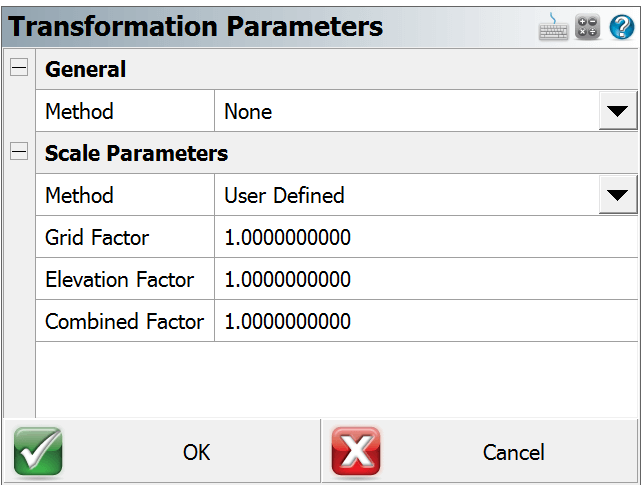 Transformation Parameters
General
Method None
Scale Parameters
Method User Defined
Grid Factor 1.0000000000
Elevation Factor 1.0000000000
Combined Factor 1.0000000000
OK Cancel